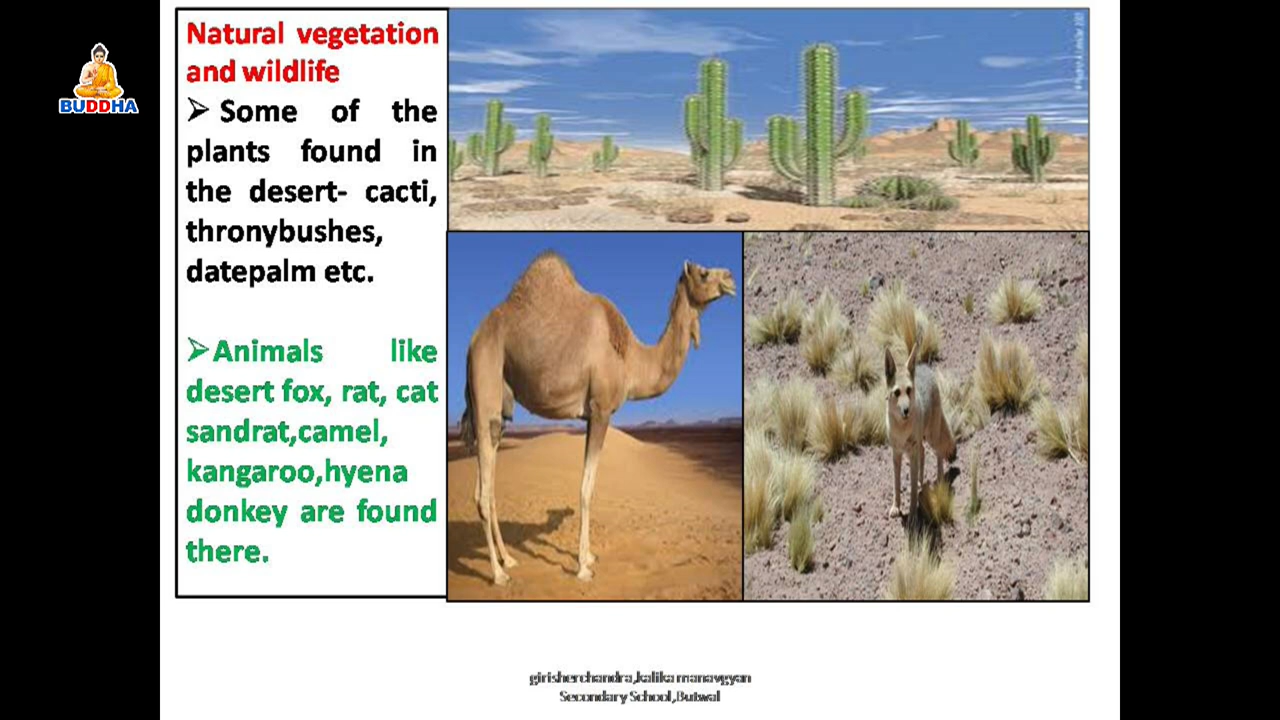 BUDDHA
Natural vegetation
and wildlife
➢ Some of the
plants found in
the desert- cacti,
thronybushes,
datepalm etc.
➢Animals like
desert fox, rat, cat
sandrat,camel,
kangaroo,hyena
donkey are found
there.
girisherchandra,kalika manavgyan
Secondary School,Butwal